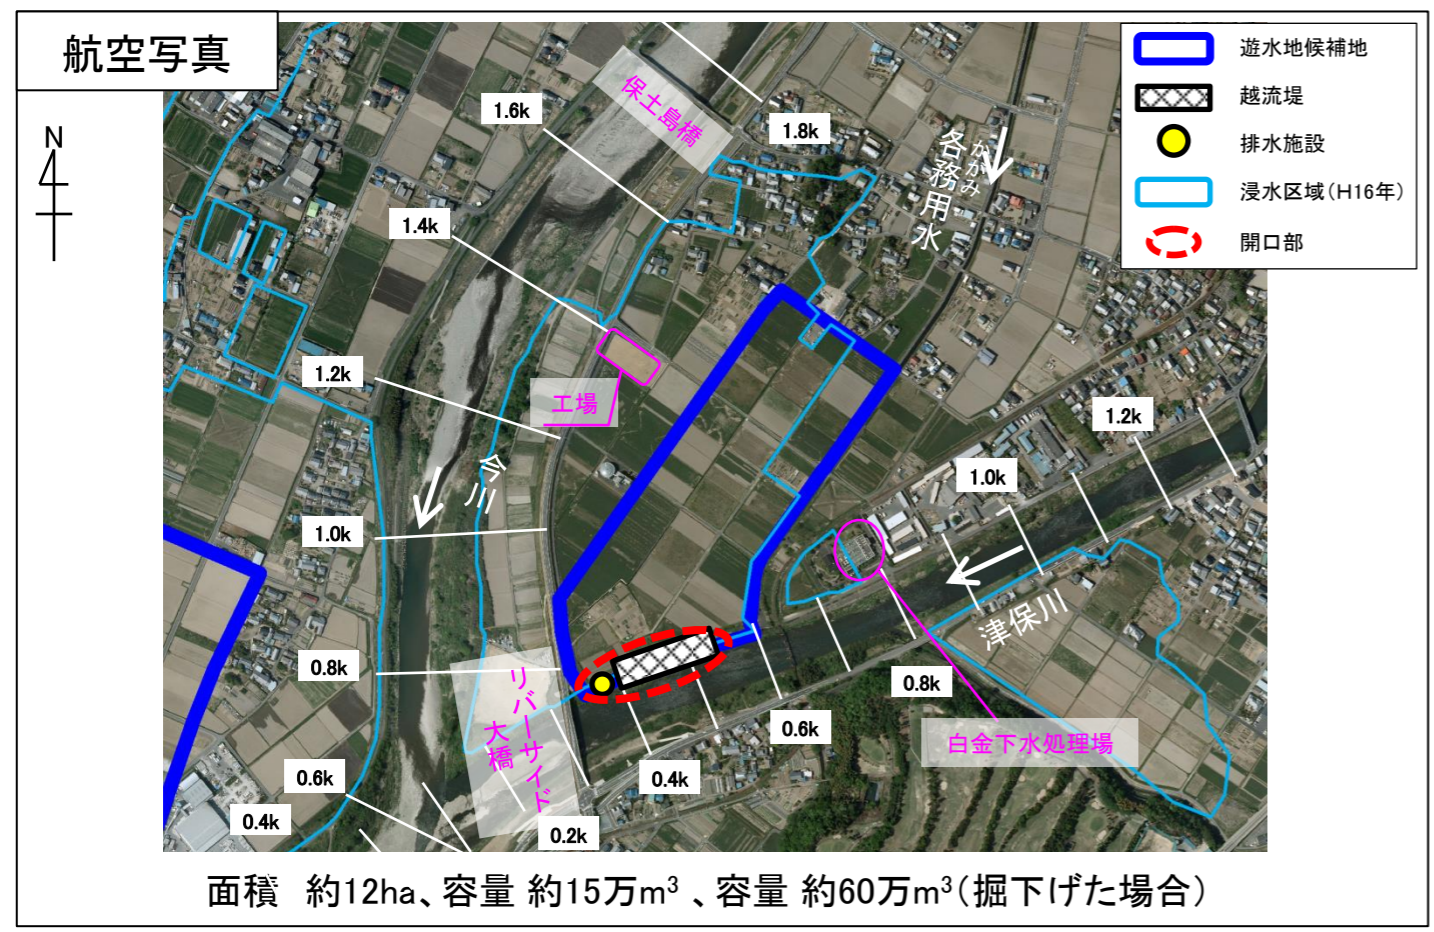 航空写真
N
遊水地候補地
越流堤
排水施設
浸水区域(H16年)
開口部
保土島橋
1.6k
1.8k
各務用水
かがみ
1.4k
1.2k
工場
1.2k
今川
1.0k
1.0k
津保川
0.8k
リバーサイド
大橋
0.8k
0.6k
白金下水処理場
0.6k
0.4k
0.4k
0.2k
面積 約12ha、容量 約15万m³、容量 約60万m³(掘下げた場合)